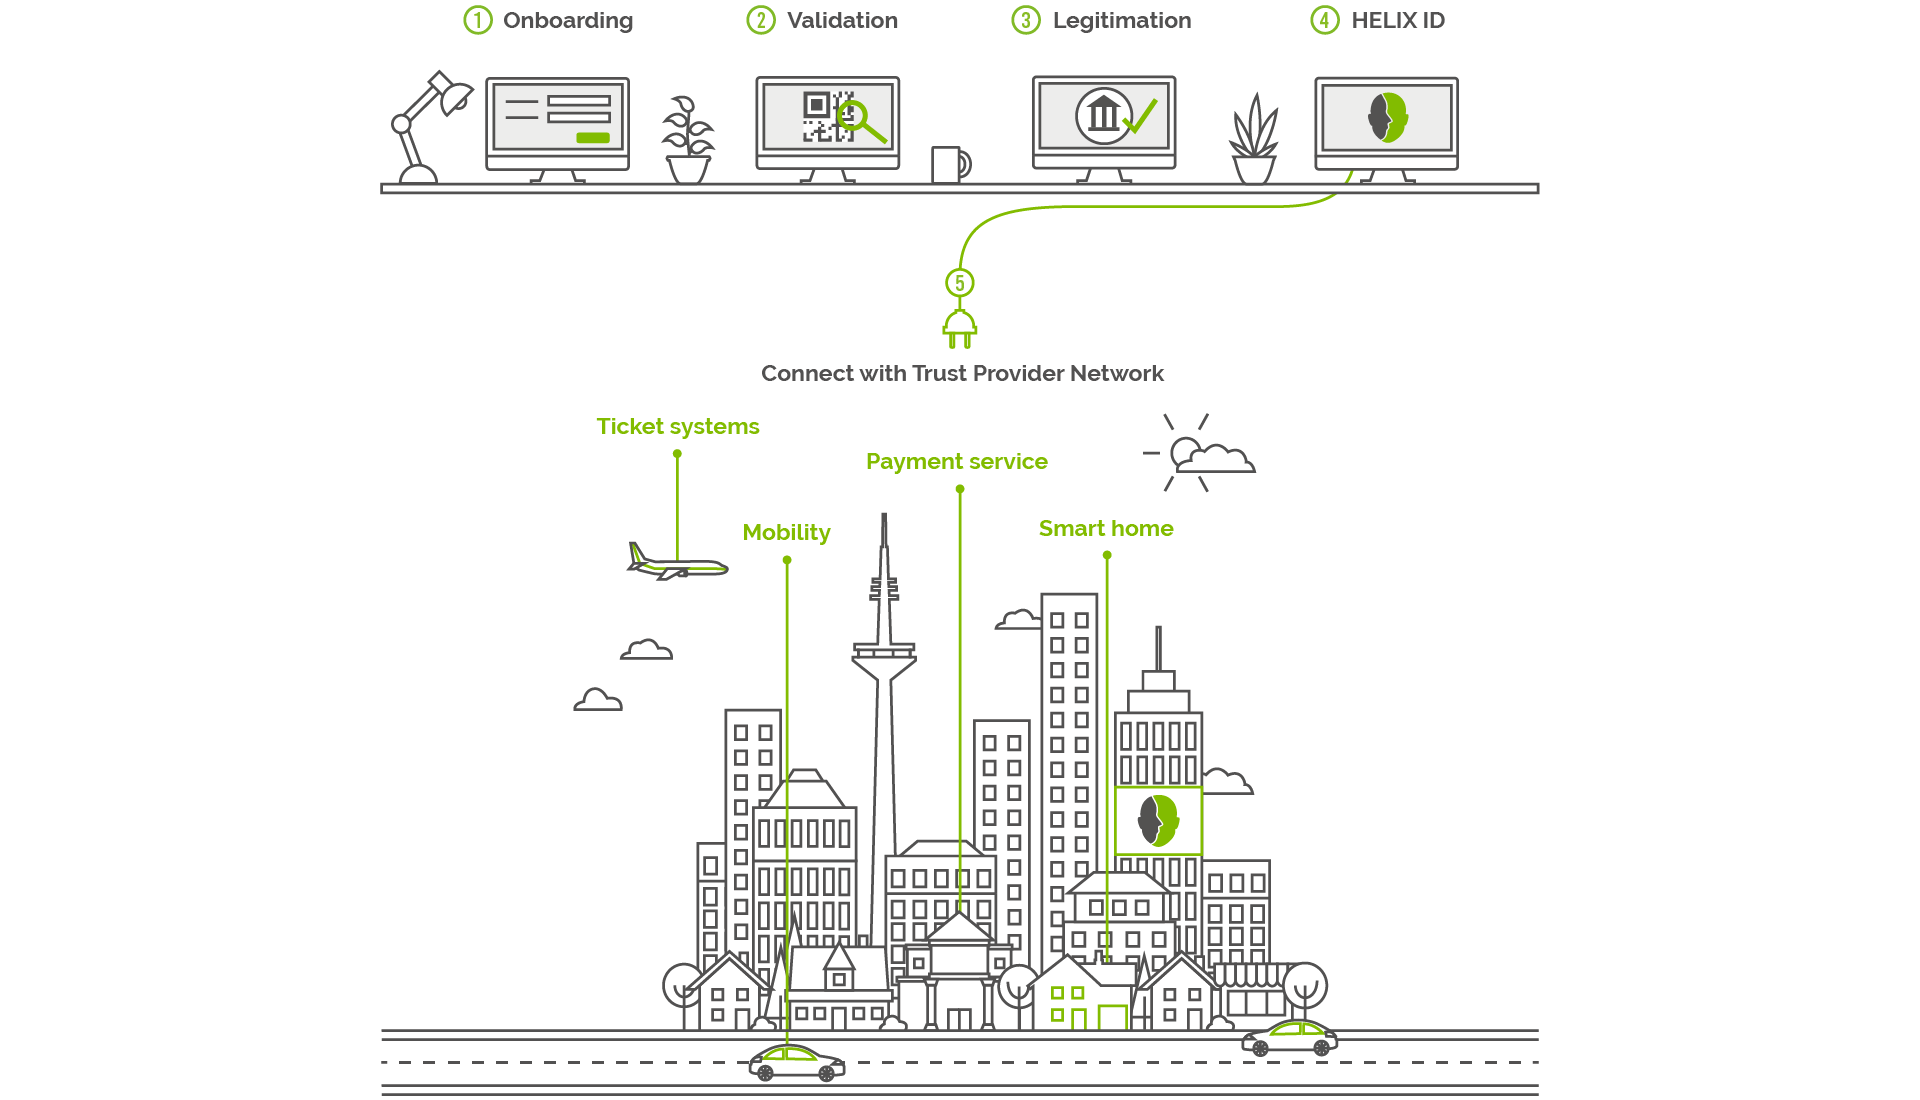 1 Onboarding
2 Validation
3 Legitimation
4 HELIX ID
5
Connect with Trust Provider Network
Ticket systems
Payment service
Mobility
Smart home